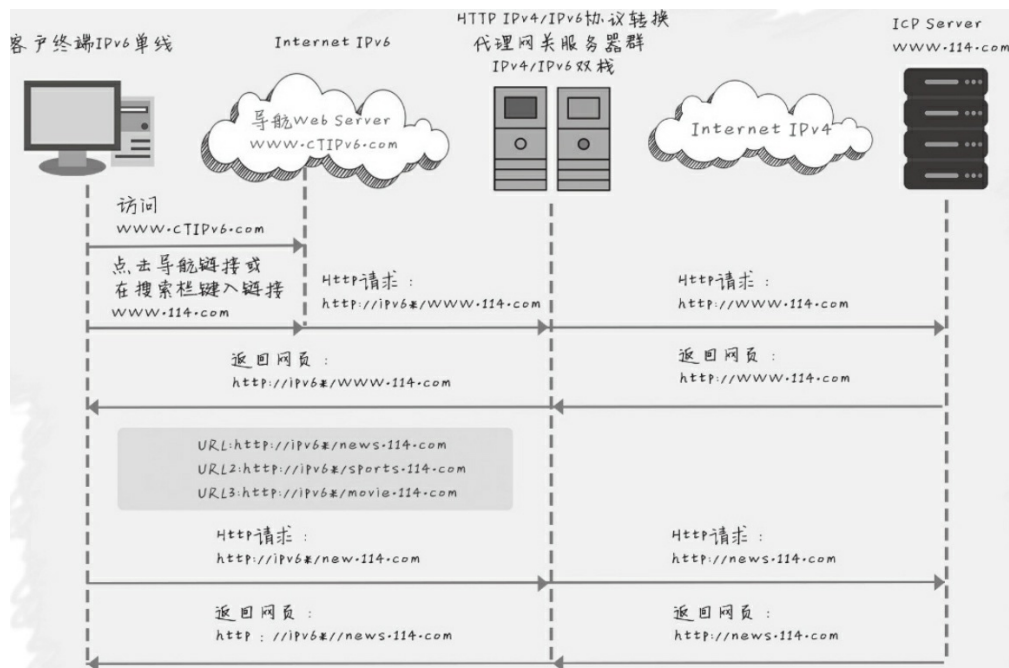 客户终端IPv6单线
Internet IPv6
HTTP IPv4/IPv6协议转换
代理网关服务器群
IPv4/IPv6双栈
ICP Server
WWW.114.com
导航Web Server
WWW.CTIPv6.com
Internet IPv4
访问
WWW.CTIPv6.com
点击导航链接或
在搜索栏键入链接
WWW.114.com
Http请求:
http://ipv6#/WWW.114.com
Http请求:
http://WWW.114.com
返回网页:
http://ipv6#/WWW.114.com
返回网页:
http://WWW.114.com
URL:http://ipv6#/news.114.com
URL2:http://ipv6#/sports.114.com
URL3:http://ipv6#/movie.114.com
Http请求:
http://ipv6#/new.114.com
Http请求:
http://news.114.com
返回网页:
http://ipv6#//news.114.com
返回网页:
http://news.114.com